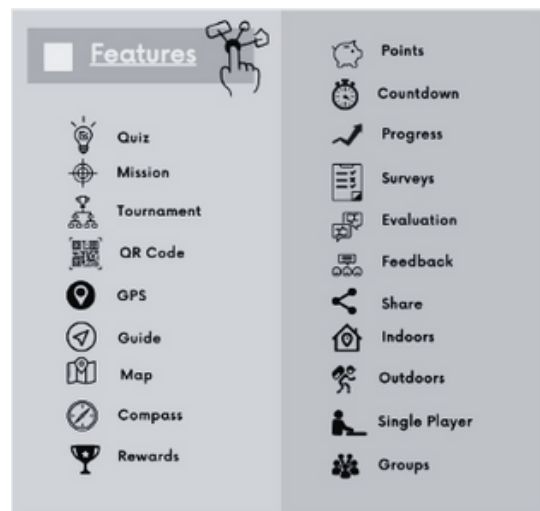 Features
Quiz
Mission
Tournament
QR Code
GPS
Guide
Map
Compass
Rewards
Points
Countdown
Progress
Surveys
Evaluation
Feedback
Share
Indoors
Outdoors
Single Player
Groups